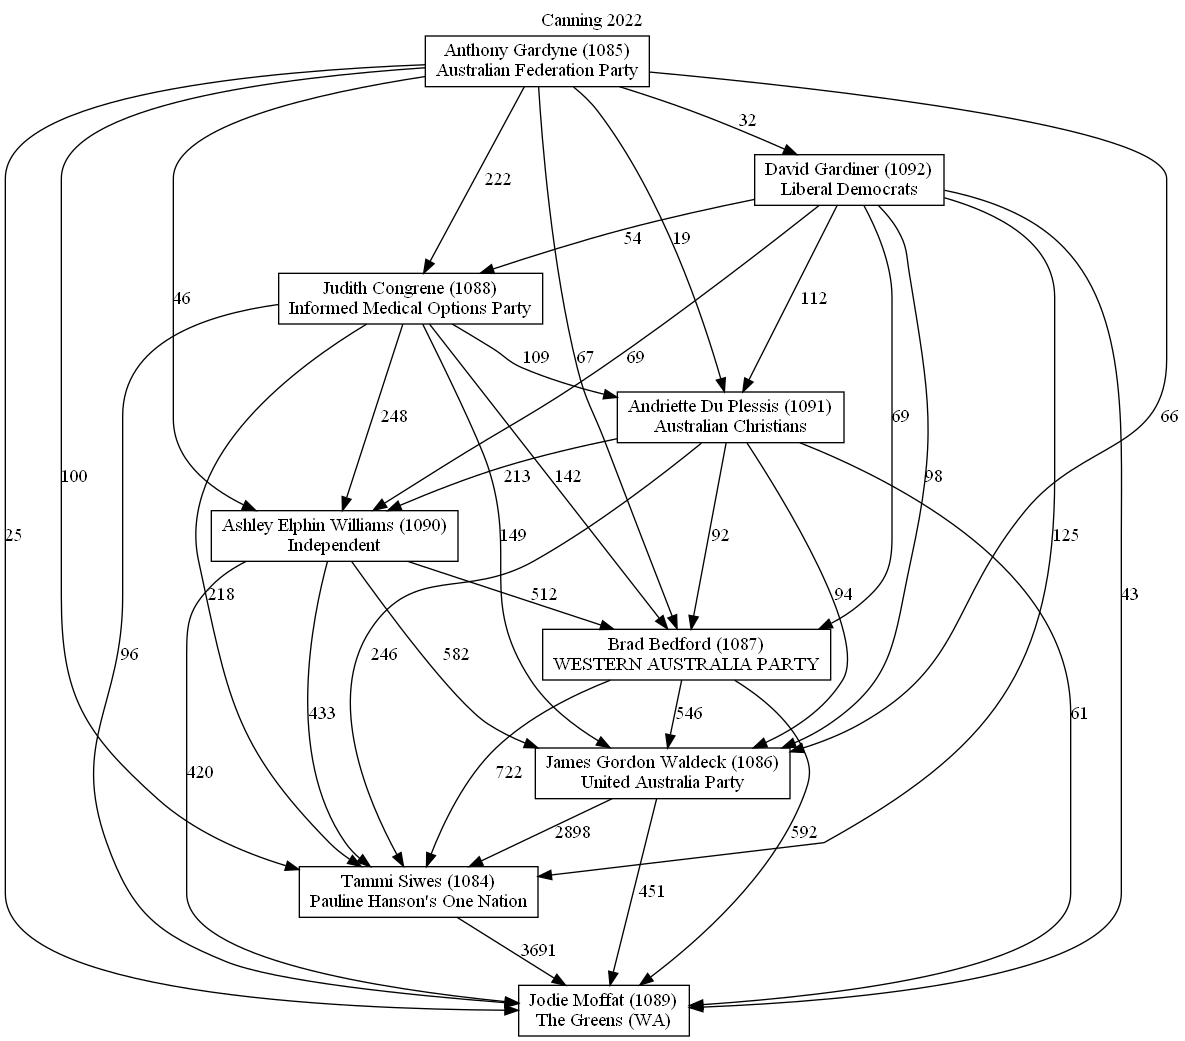 Canning 2022
Anthony Gardyne (1085)
Australian Federation Party
32
David Gardiner (1092)
Liberal Democrats
222
54
19
Judith Congrene (1088)
Informed Medical Options Party
46
112
109
67
69
Andriette Du Plessis (1091)
Australian Christians
248
69
66
100
213
142
98
Ashley Elphin Williams (1090)
Independent
25
149
92
125
218
512
94
43
Brad Bedford (1087)
WESTERN AUSTRALIA PARTY
96
246
582
433
546
61
James Gordon Waldeck (1086)
United Australia Party
420
722
2898
592
Tammi Siwes (1084)
Pauline Hanson's One Nation
451
3691
Jodie Moffat (1089)
The Greens (WA)